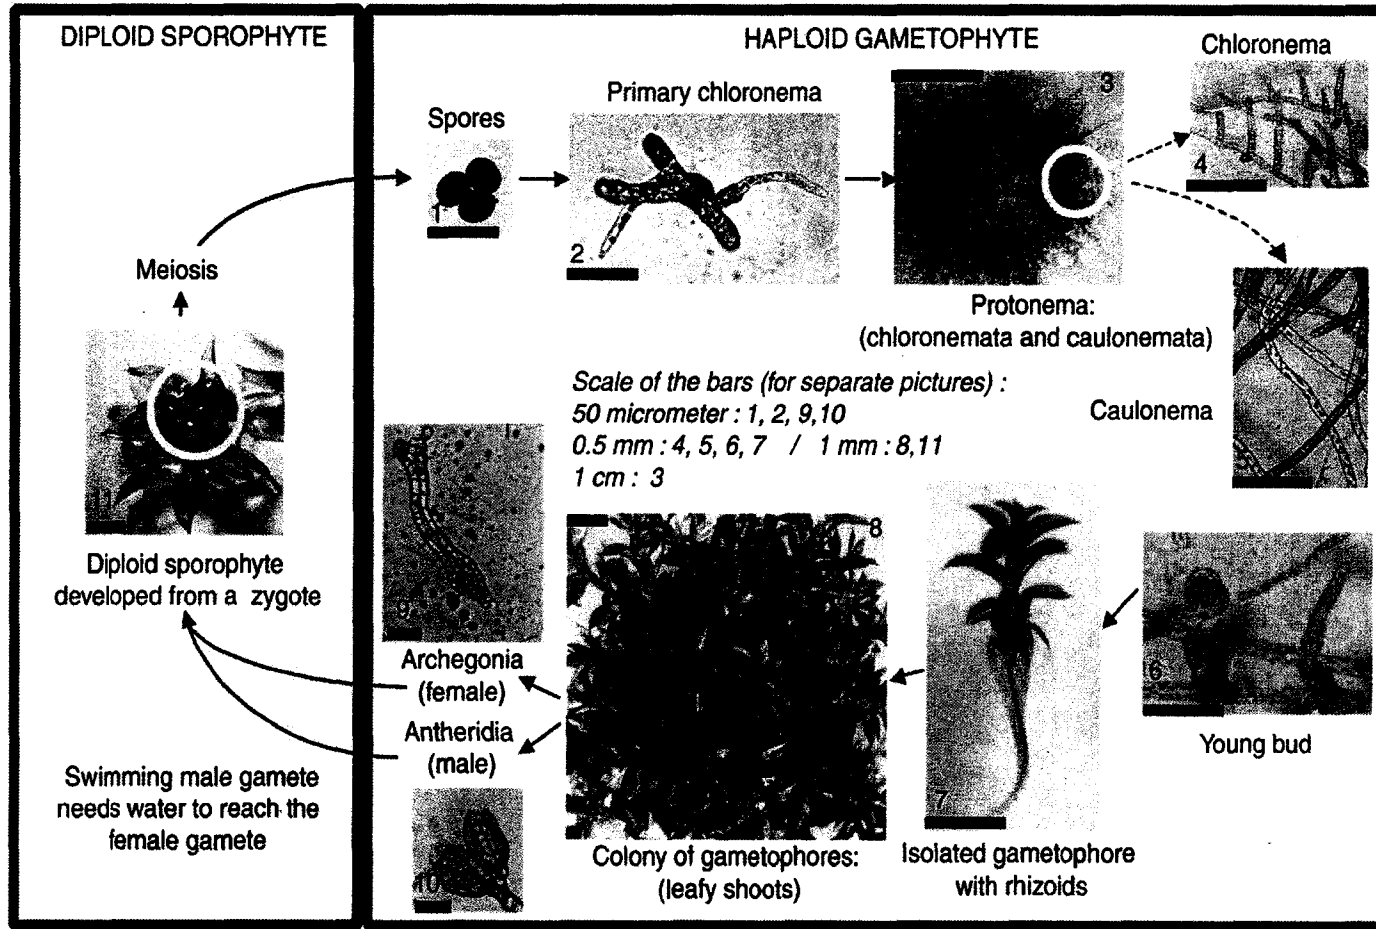 DIPLOID SPOROPHYTE
HAPLOID GAMETOPHYTE
Chloronema
Primary chloronema
Spores
3
1
2
4
Meiosis
Protonema:
(chloronemata and caulonemata)
Scale of the bars (for separate pictures) :
50 micrometer : 1, 2, 9,10
0.5 mm : 4, 5, 6, 7 / 1 mm : 8,11
1 cm : 3
Caulonema
11
Diploid sporophyte
developed from a zygote
9
8
6
7
Archegonia
(female)
Antheridia
(male)
Young bud
Swimming male gamete
needs water to reach the
female gamete
10
Colony of gametophores:
(leafy shoots)
Isolated gametophore
with rhizoids